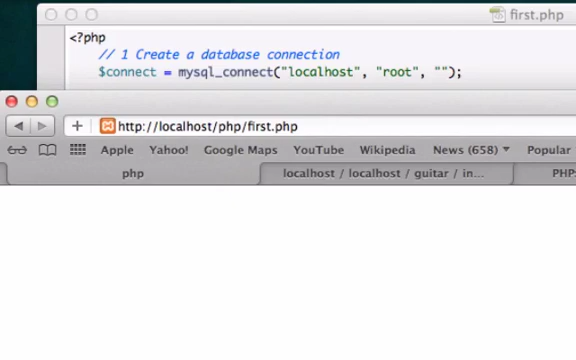 first.php
<?php
// 1 Create a database connection
$connect = mysql_connect("localhost", "root", "");
http://localhost/php/first.php
Apple Yahoo! Google Maps YouTube Wikipedia News (658) Popular
php localhost / localhost / guitar / in... PHP: